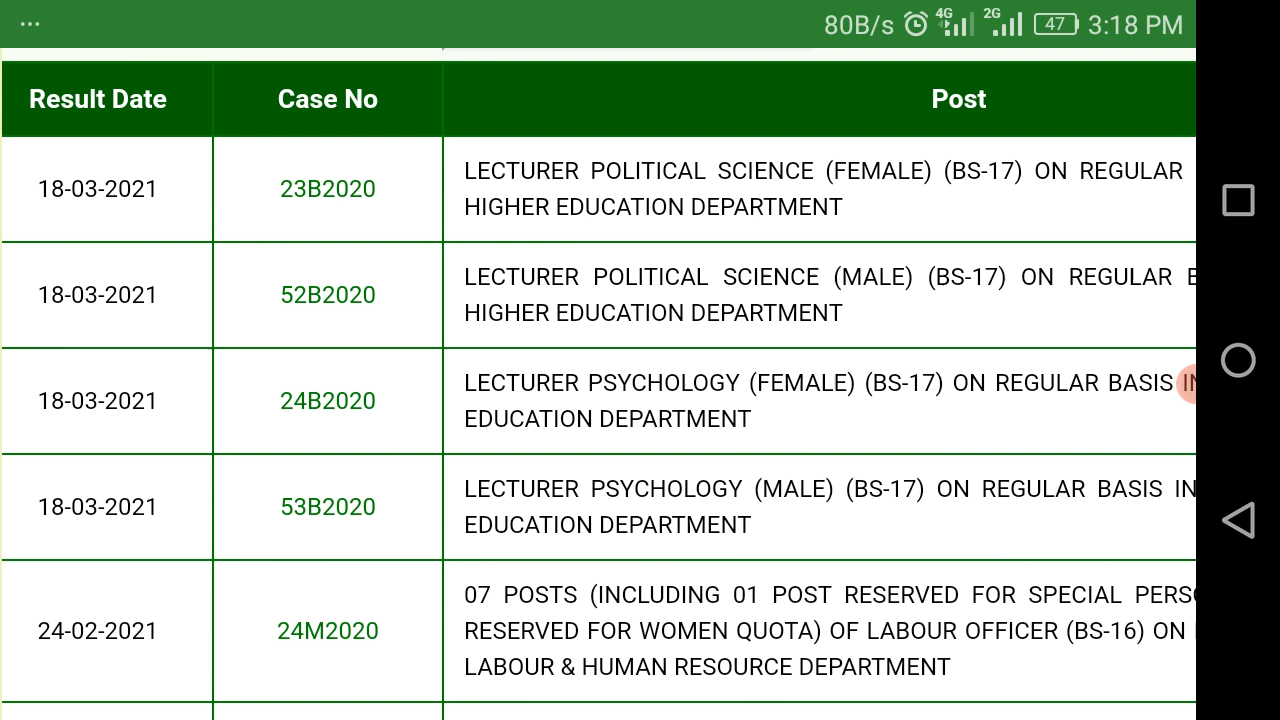 ... 80B/s 4G 2G 47 3:18 PM
Result Date Case No Post
18-03-2021 23B2020 LECTURER POLITICAL SCIENCE (FEMALE) (BS-17) ON REGULAR
HIGHER EDUCATION DEPARTMENT
18-03-2021 52B2020 LECTURER POLITICAL SCIENCE (MALE) (BS-17) ON REGULAR
HIGHER EDUCATION DEPARTMENT
18-03-2021 24B2020 LECTURER PSYCHOLOGY (FEMALE) (BS-17) ON REGULAR BASIS
EDUCATION DEPARTMENT
18-03-2021 53B2020 LECTURER PSYCHOLOGY (MALE) (BS-17) ON REGULAR BASIS IN
EDUCATION DEPARTMENT
07 POSTS (INCLUDING 01 POST RESERVED FOR SPECIAL
24-02-2021 24M2020 RESERVED FOR WOMEN QUOTA) OF LABOUR OFFICER (BS-16) ON
LABOUR & HUMAN RESOURCE DEPARTMENT